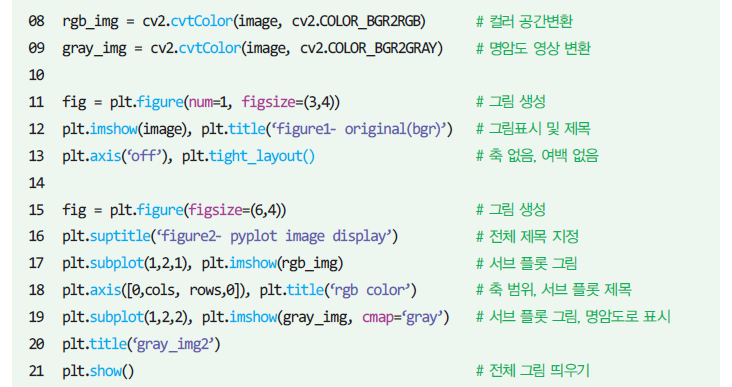 08 rgb_img = cv2.cvtColor(image, cv2.COLOR_BGR2RGB) # 컬러 공간변환
09 gray_img = cv2.cvtColor(image, cv2.COLOR_BGR2GRAY) # 명암도 영상 변환
10
11 fig = plt.figure(num=1, figsize=(3,4)) # 그림 생성
12 plt.imshow(image), plt.title(‘figure1- original(bgr)’) # 그림표시 및 제목
13 plt.axis(‘off’), plt.tight_layout() # 축 없음, 여백 없음
14
15 fig = plt.figure(figsize=(6,4)) # 그림 생성
16 plt.suptitle(‘figure2- pyplot image display’) # 전체 제목 지정
17 plt.subplot(1,2,1), plt.imshow(rgb_img) # 서브 플롯 그림
18 plt.axis([0,cols, rows,0]), plt.title(‘rgb color’) # 축 범위, 서브 플롯 제목
19 plt.subplot(1,2,2), plt.imshow(gray_img, cmap=‘gray’) # 서브 플롯 그림, 명암도로 표시
20 plt.title(‘gray_img2’)
21 plt.show() # 전체 그림 띄우기